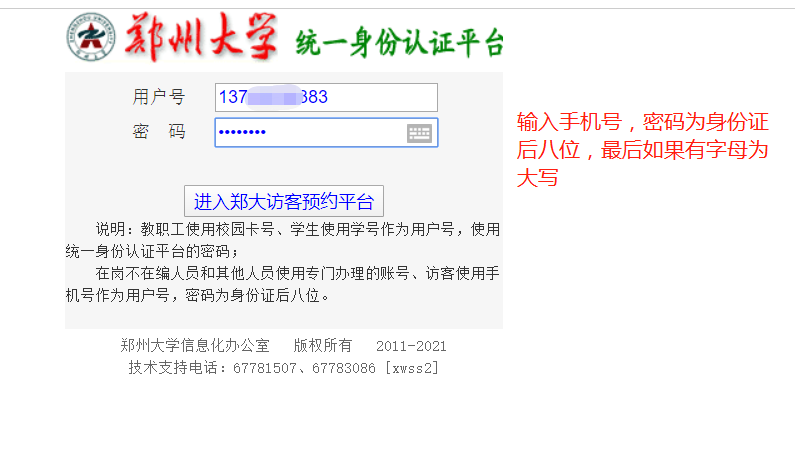 郑州大学 统一身份认证平台
用户号 137 383
密 码 ••••••••
输入手机号，密码为身份证
后八位，最后如果有字母为
大写
进入郑大访客预约平台
说明：教职工使用校园卡号、学生使用学号作为用户号，使用
统一身份认证平台的密码；
在岗不在编人员和其他人员使用专门办理的账号、访客使用手
机号作为用户号，密码为身份证后八位。
郑州大学信息化办公室 版权所有 2011-2021
技术支持电话：67781507、67783086 [xwss2]